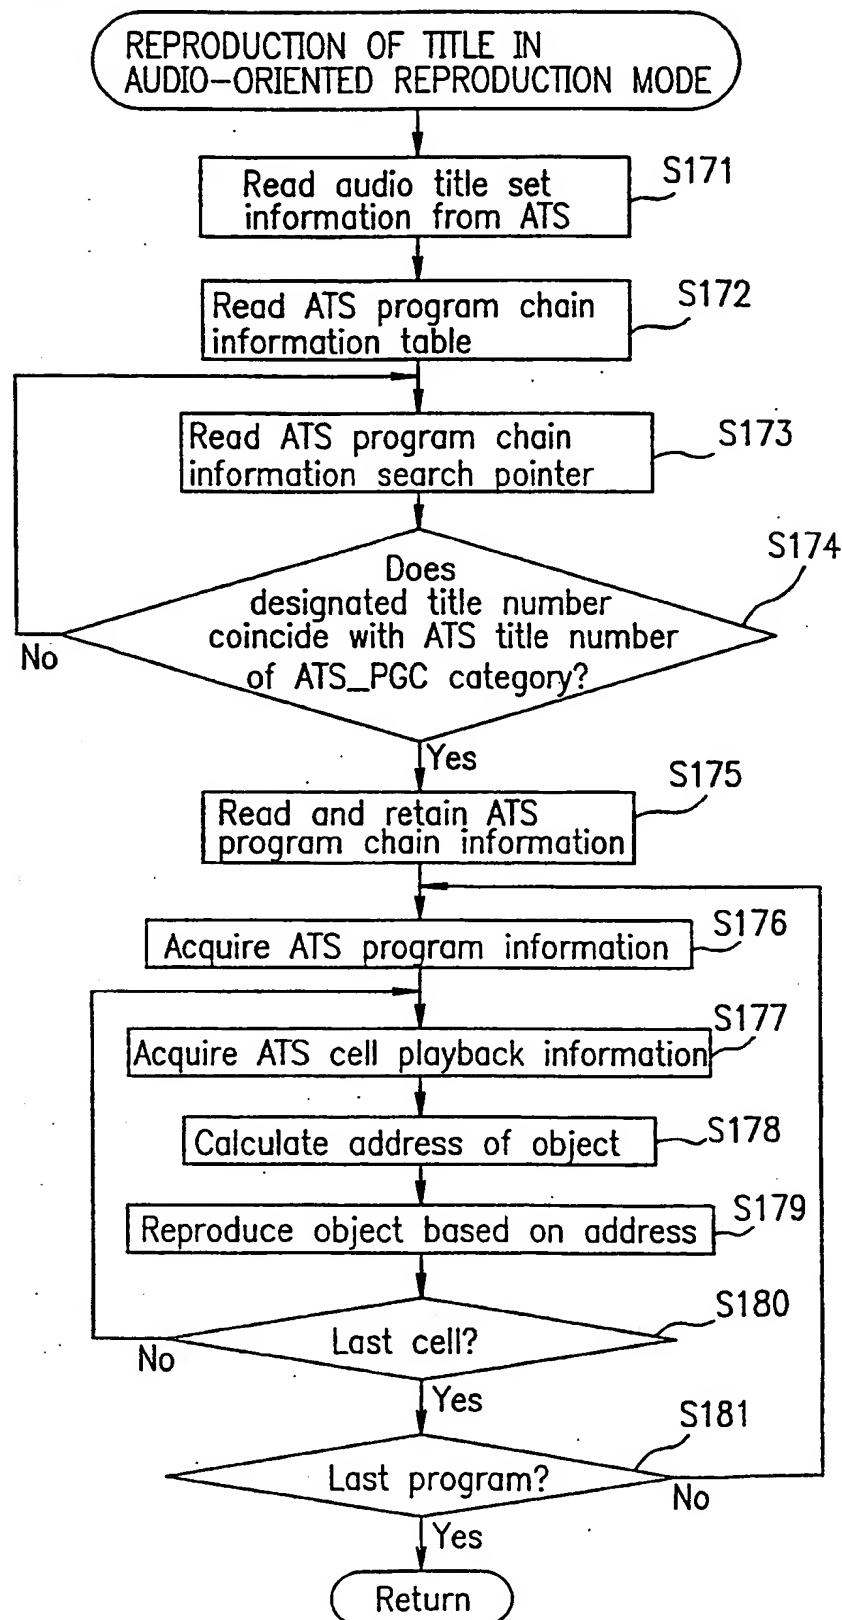 REPRODUCTION OF TITLE IN
AUDIO-ORIENTED REPRODUCTION MODE
S171
Read audio title set
information from ATS
S172
Read ATS program chain
information table
S173
Read ATS program chain
information search pointer
S174
Does
designated title number
coincide with ATS title number
of ATS_PGC category?
No
Yes
S175
Read and retain ATS
program chain information
S176
Acquire ATS program information
S177
Acquire ATS cell playback information
S178
Calculate address of object
S179
Reproduce object based on address
S180
Last cell?
No
Yes
S181
Last program?
No
Yes
Return